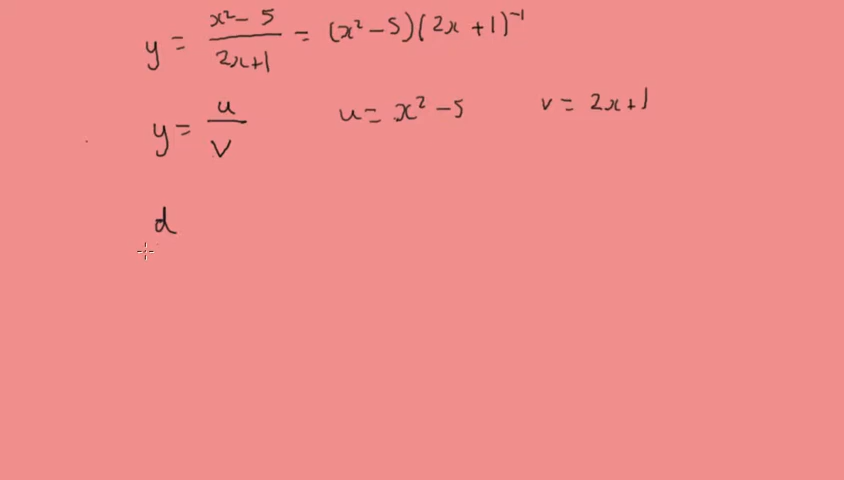 y = x²- 5 / 2x+1 = (x² - 5)(2x + 1)⁻¹
y = u / v u = x² - 5 v = 2x+1
d